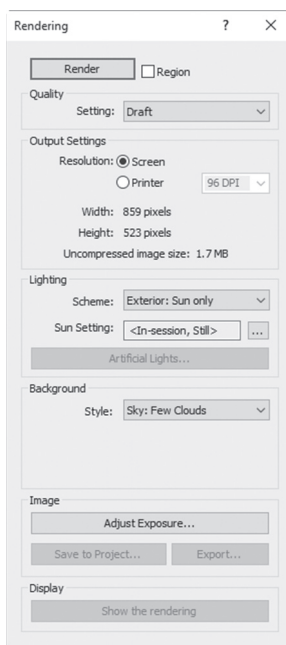 Rendering ? ×
Render Region
Quality
Setting: Draft
Output Settings
Resolution: Screen
Printer 96 DPI
Width: 859 pixels
Height: 523 pixels
Uncompressed image size: 1.7 MB
Lighting
Scheme: Exterior: Sun only
Sun Setting: <In-session, Still> ...
Artificial Lights...
Background
Style: Sky: Few Clouds
Image
Adjust Exposure...
Save to Project... Export...
Display
Show the rendering